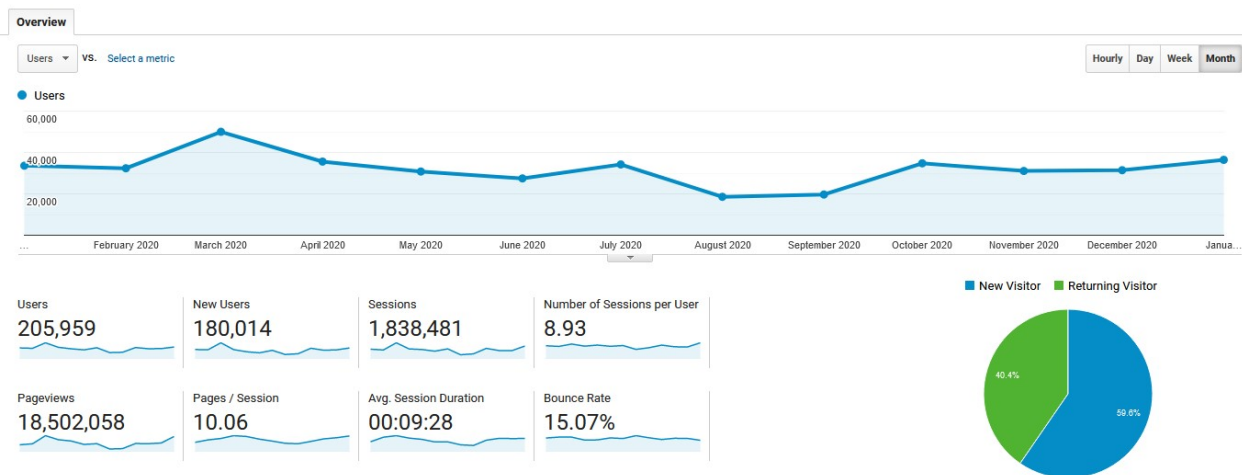 Overview
Users VS. Select a metric
Hourly Day Week Month
Users
60,000
40,000
20,000
... February 2020 March 2020 April 2020 May 2020 June 2020 July 2020 August 2020 September 2020 October 2020 November 2020 December 2020 Janua...
New Visitor Returning Visitor
Users New Users Sessions Number of Sessions per User
205,959 180,014 1,838,481 8.93
Pageviews Pages / Session Avg. Session Duration Bounce Rate
18,502,058 10.06 00:09:28 15.07%
40.4%
59.6%